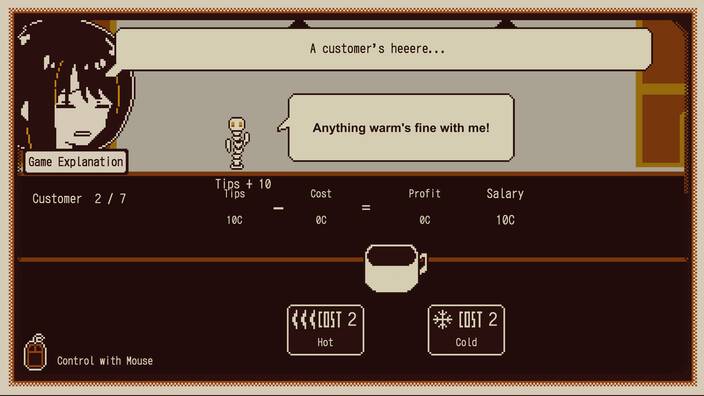 A customer's heeere...
Anything warm's fine with me!
Game Explanation
Customer 2 / 7
Tips + 10
Tips
Cost
Profit
Salary
10C
－
0C
=
0C
10C
COST 2
Hot
COST 2
Cold
Control with Mouse